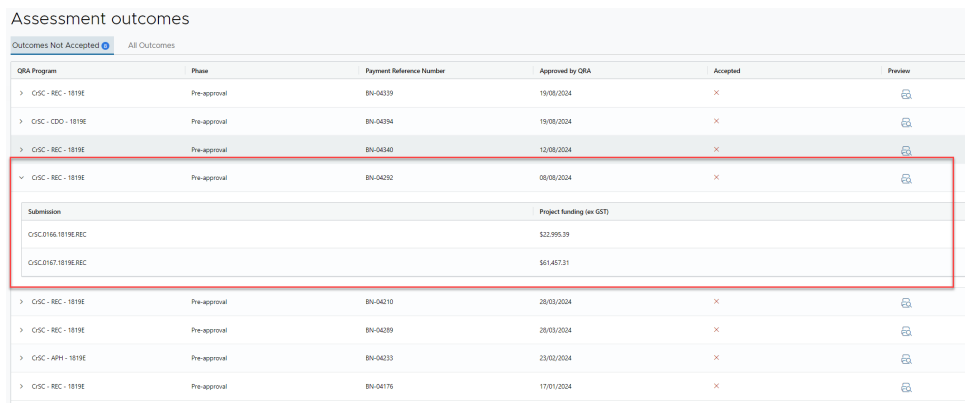 Assessment outcomes
Outcomes Not Accepted 8 All Outcomes
QRA Program Phase Payment Reference Number Approved by QRA Accepted Preview
CrSC - REC - 1819E Pre-approval BN-04339 19/08/2024
CrSC - CDO - 1819E Pre-approval BN-04394 19/08/2024
CrSC - REC - 1819E Pre-approval BN-04340 12/08/2024
CrSC - REC - 1819E Pre-approval BN-04292 08/08/2024
Submission Project funding (ex GST)
CrSC.0166.1819E.REC $22,995.39
CrSC.0167.1819E.REC $61,457.31
CrSC - REC - 1819E Pre-approval BN-04210 28/03/2024
CrSC - REC - 1819E Pre-approval BN-04289 28/03/2024
CrSC - APH - 1819E Pre-approval BN-04233 23/02/2024
CrSC - REC - 1819E Pre-approval BN-04176 17/01/2024